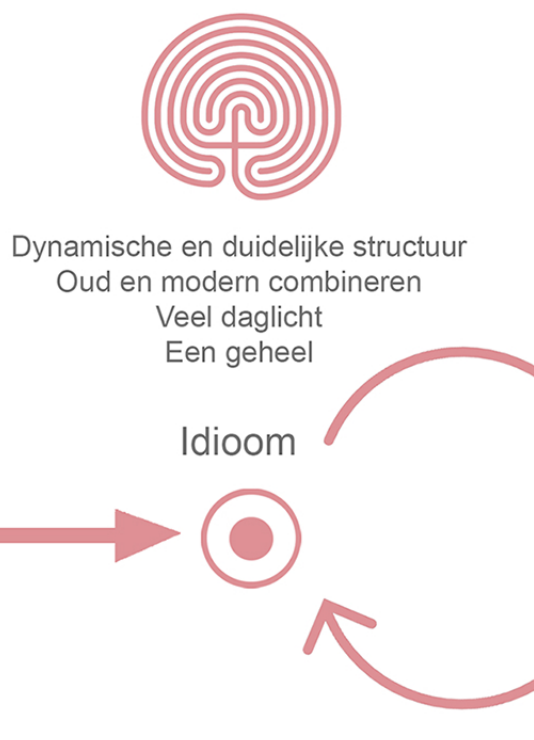 Dynamische en duidelijke structuur
Oud en modern combineren
Veel daglicht
Een geheel
Idioom